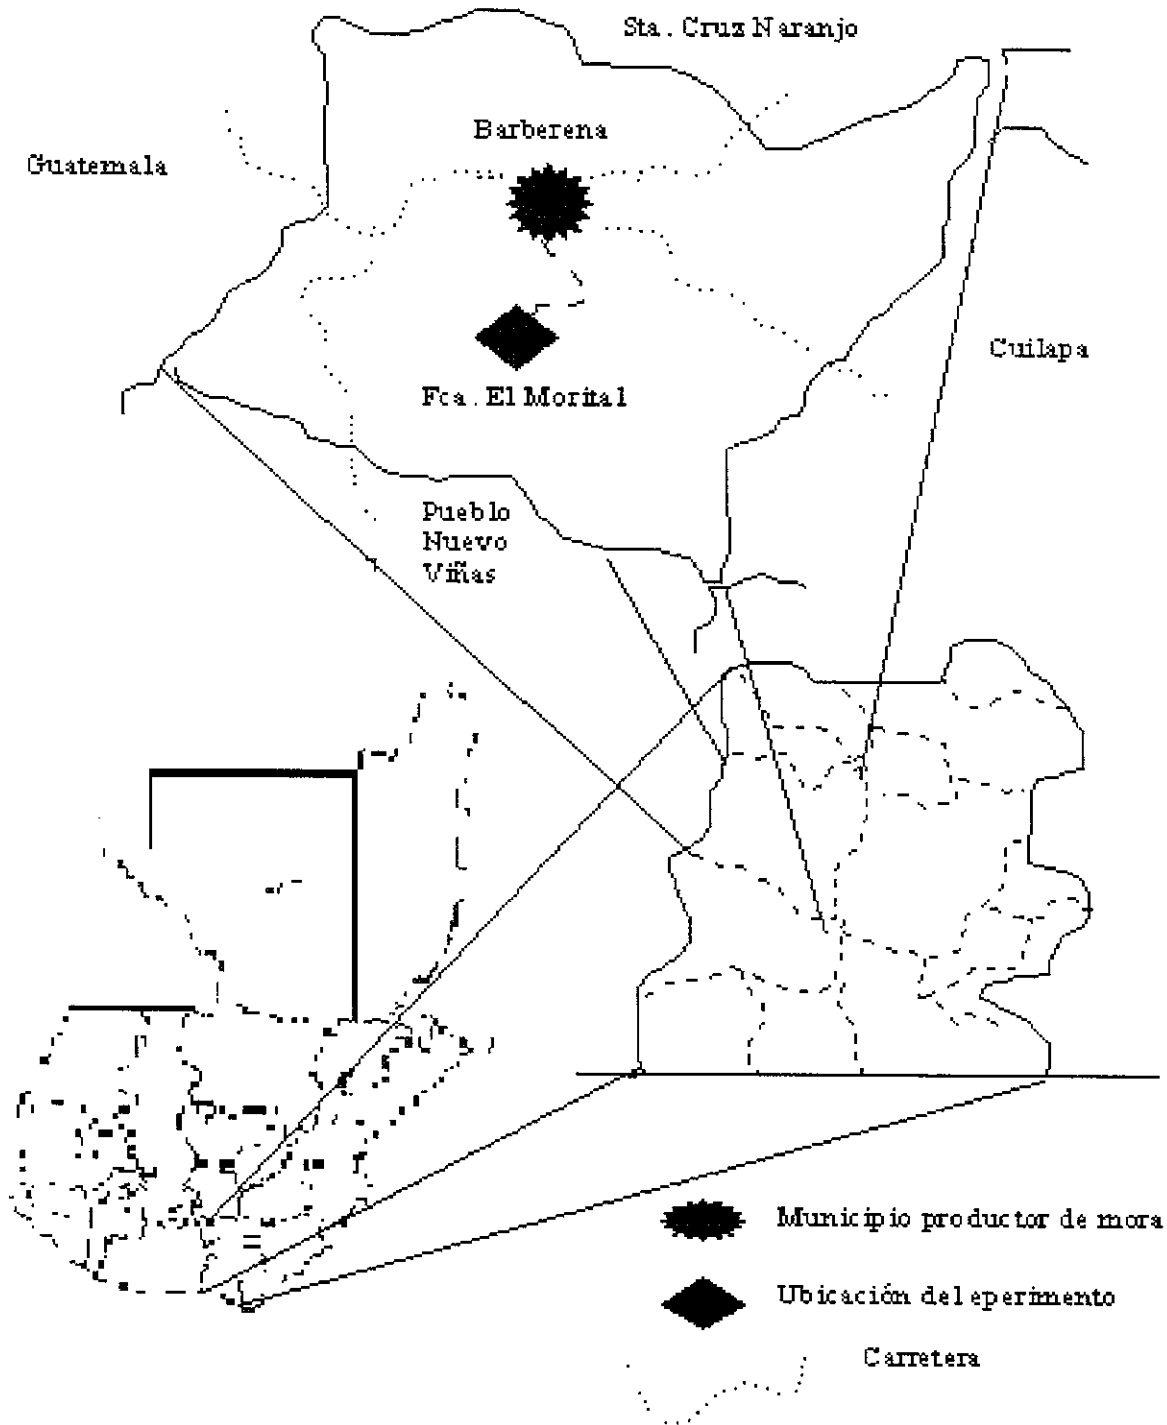 Sta. Cruz Naranjo
Barberena
Guatemala
Cuilapa
Fca. El Morital
Pueblo
Nuevo
Viñas
Municipio productor de mora
Ubicación del eperimento
Carretera